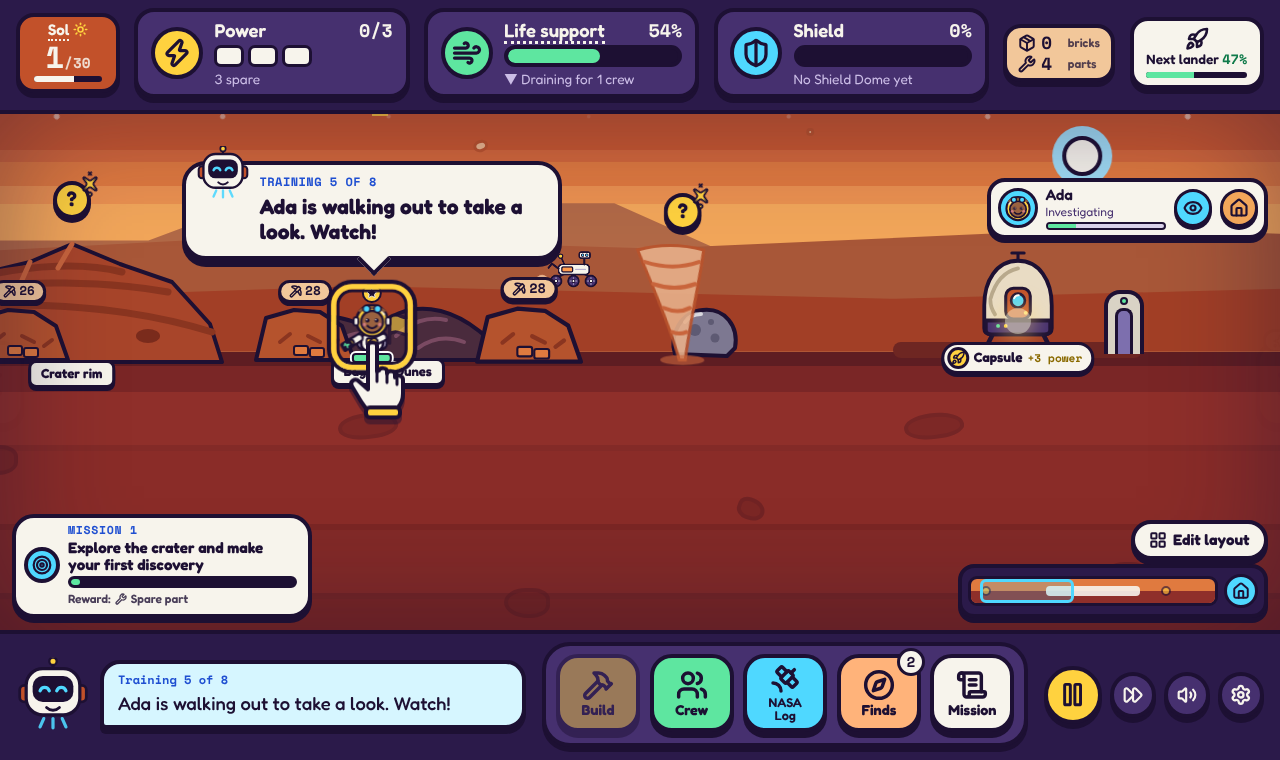 Sol
1/30
Power 0/3
3 spare
Life support 54%
Draining for 1 crew
Shield 0%
No Shield Dome yet
0 bricks
4 parts
Next lander 47%
TRAINING 5 OF 8
Ada is walking out to take a
look. Watch!
?
?
Ada
Investigating
26
28
28
Crater rim
Capsule +3 power
MISSION 1
Explore the crater and make
your first discovery
Reward: Spare part
Edit layout
Training 5 of 8
Ada is walking out to take a look. Watch!
Build
Crew
NASA
Log
Finds
2
Mission